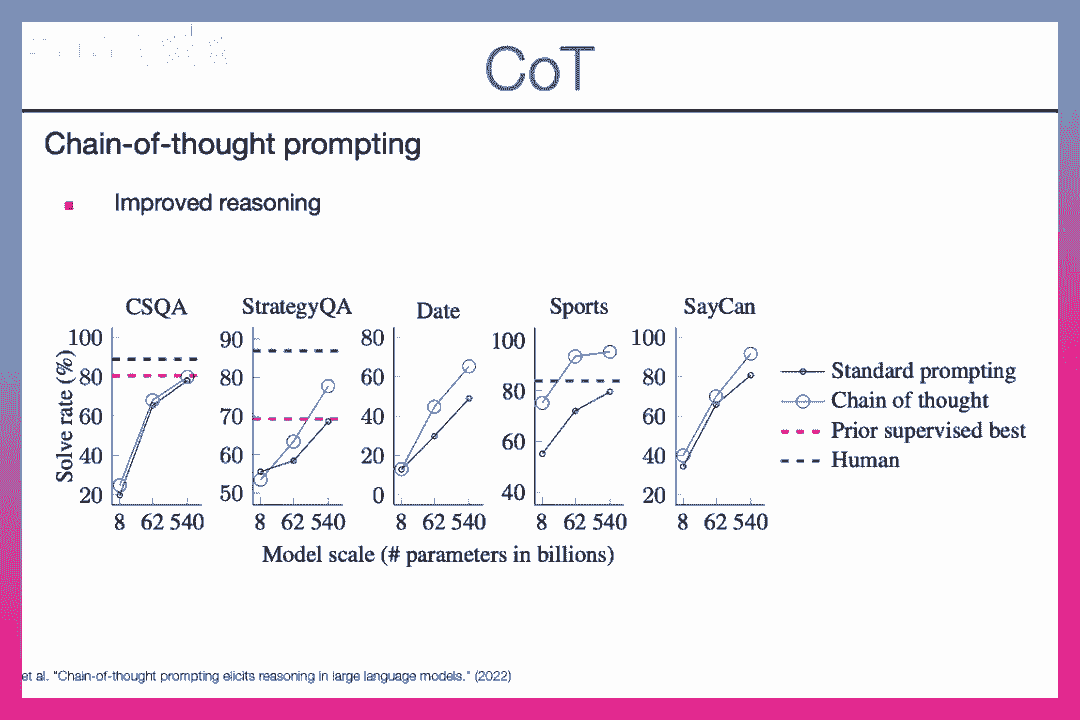 CoT
Chain-of-thought prompting
Improved reasoning
CSQA
StrategyQA
Date
Sports
SayCan
Solve rate (%)
100
80
60
40
20
8 62 540
90
80
70
60
50
8 62 540
80
60
40
20
0
8 62 540
100
80
60
40
8 62 540
100
80
60
40
20
8 62 540
Model scale (# parameters in billions)
Standard prompting
Chain of thought
Prior supervised best
Human
et al. "Chain-of-thought prompting elicits reasoning in large language models." (2022)